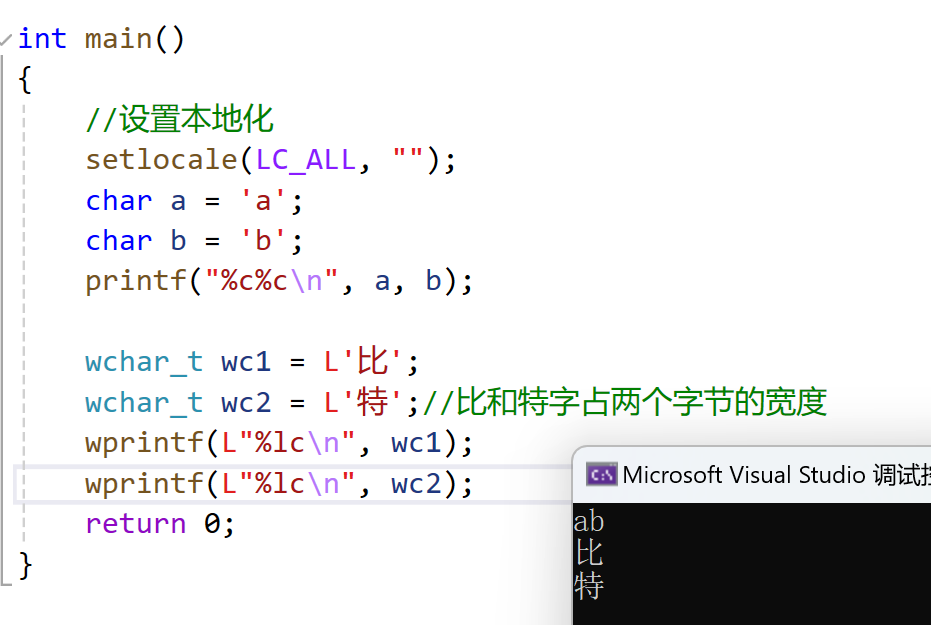 int main()
{
//设置本地化
setlocale(LC_ALL, "");
char a = 'a';
char b = 'b';
printf("%c%c\n", a, b);
wchar_t wc1 = L'比';
wchar_t wc2 = L'特';//比和特字占两个字节的宽度
wprintf(L"%lc\n", wc1);
wprintf(L"%lc\n", wc2);
return 0;
}
C:\
Microsoft Visual Studio 调试控
ab
比
特